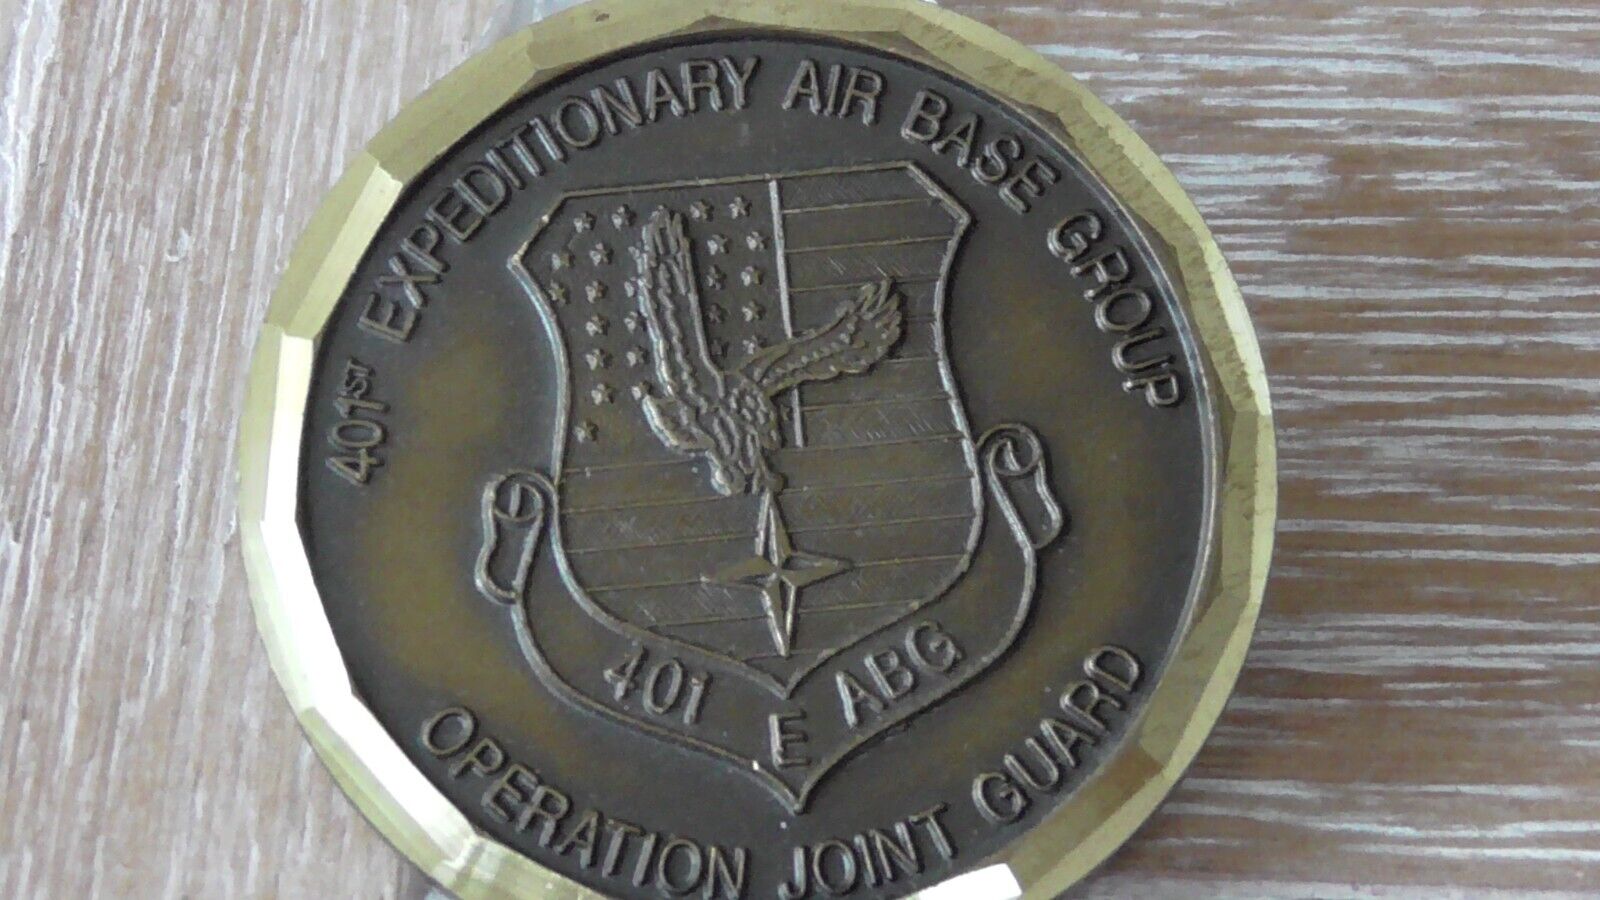 401ST EXPEDITIONARY AIR BASE GROUP
401 E ABG
OPERATION JOINT GUARD